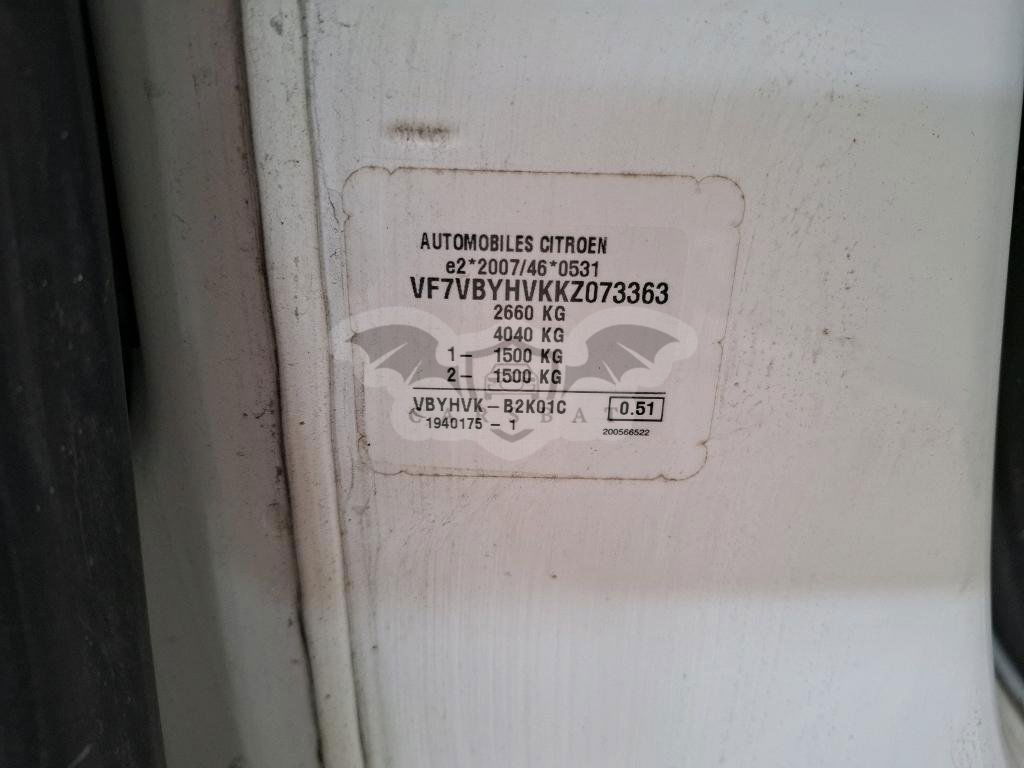 AUTOMOBILES CITROEN
e2*2007/46*0531
VF7VBYHVKKZ073363
2660 KG
4040 KG
1- 1500 KG
2- 1500 KG
VBYHVK-B2K01C 0.51
CARSBAT
1940175-1 200566522